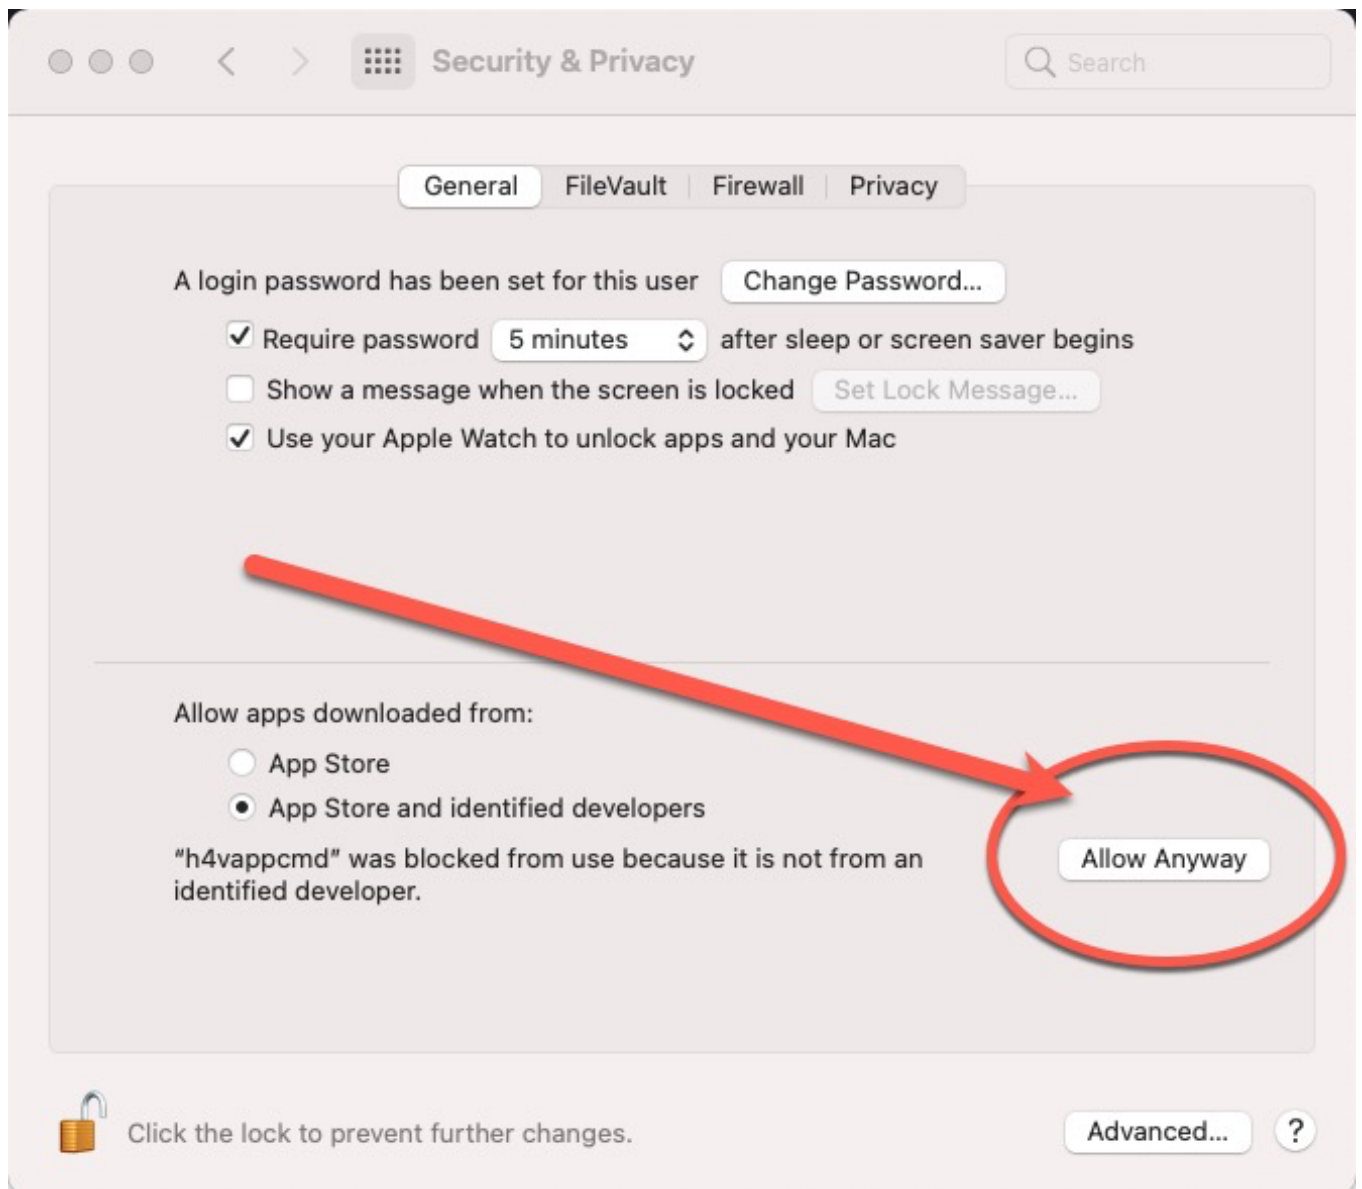 Security & Privacy
Search
General FileVault Firewall Privacy
A login password has been set for this user Change Password...
Require password 5 minutes after sleep or screen saver begins
Show a message when the screen is locked Set Lock Message...
Use your Apple Watch to unlock apps and your Mac
Allow apps downloaded from:
App Store
App Store and identified developers
“h4vappcmd” was blocked from use because it is not from an
identified developer.
Allow Anyway
Click the lock to prevent further changes.
Advanced... ?